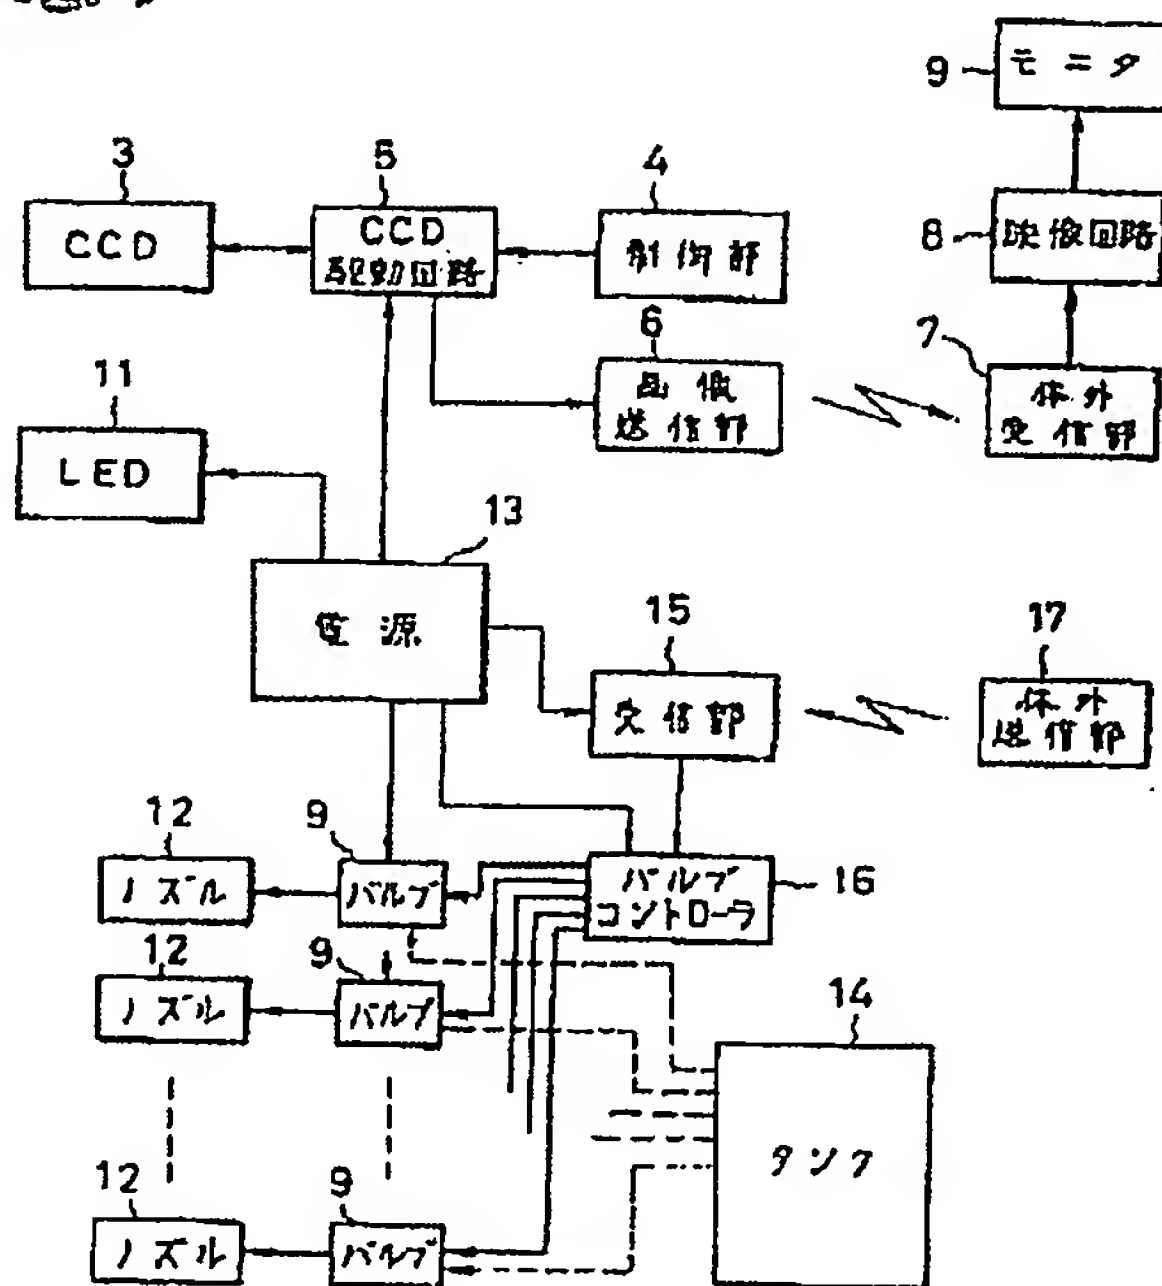 9
モニタ
3
5
4
CCD
CCD
駆動回路
制御部
8
映像回路
6
画像
送信部
7
体外
受信部
11
LED
13
電源
15
受信部
17
体外
送信部
12
ノズル
9
バルブ
バルブ
コントローラ
16
12
ノズル
9
バルブ
14
タンク
12
ノズル
9
バルブ